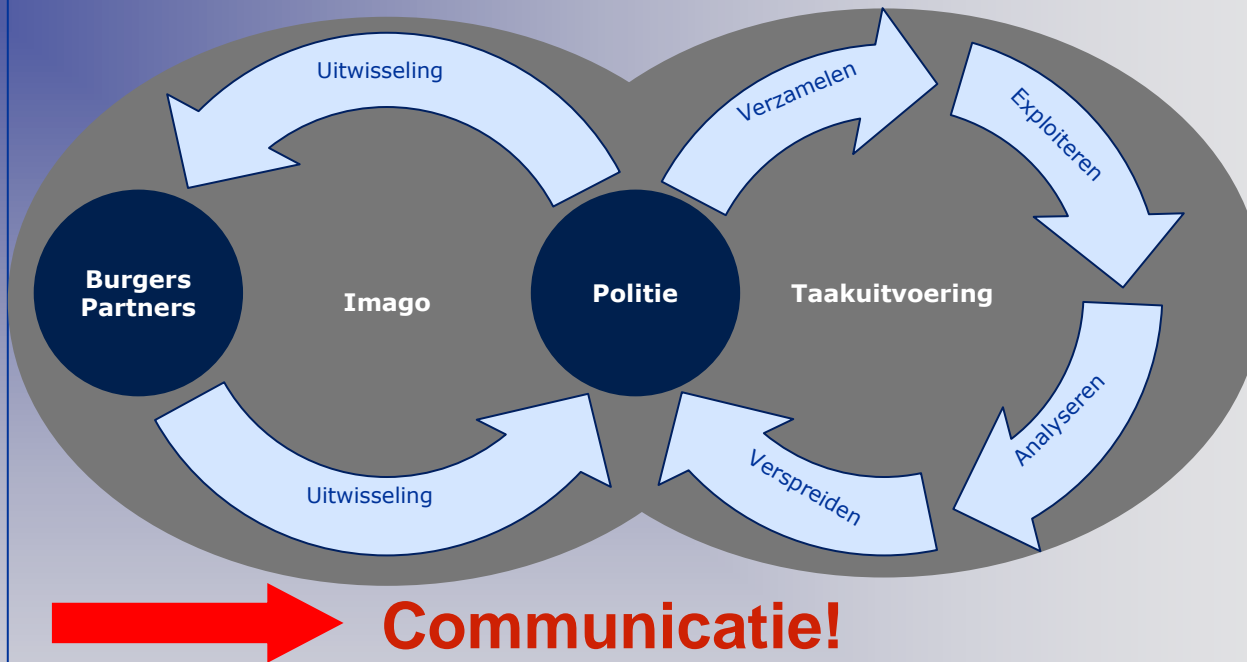 Uitwisseling
Verzamelen
Exploiteren
Burgers
Partners
Imago
Politie
Taakuitvoering
Analyseren
Verspreiden
Uitwisseling
Communicatie!